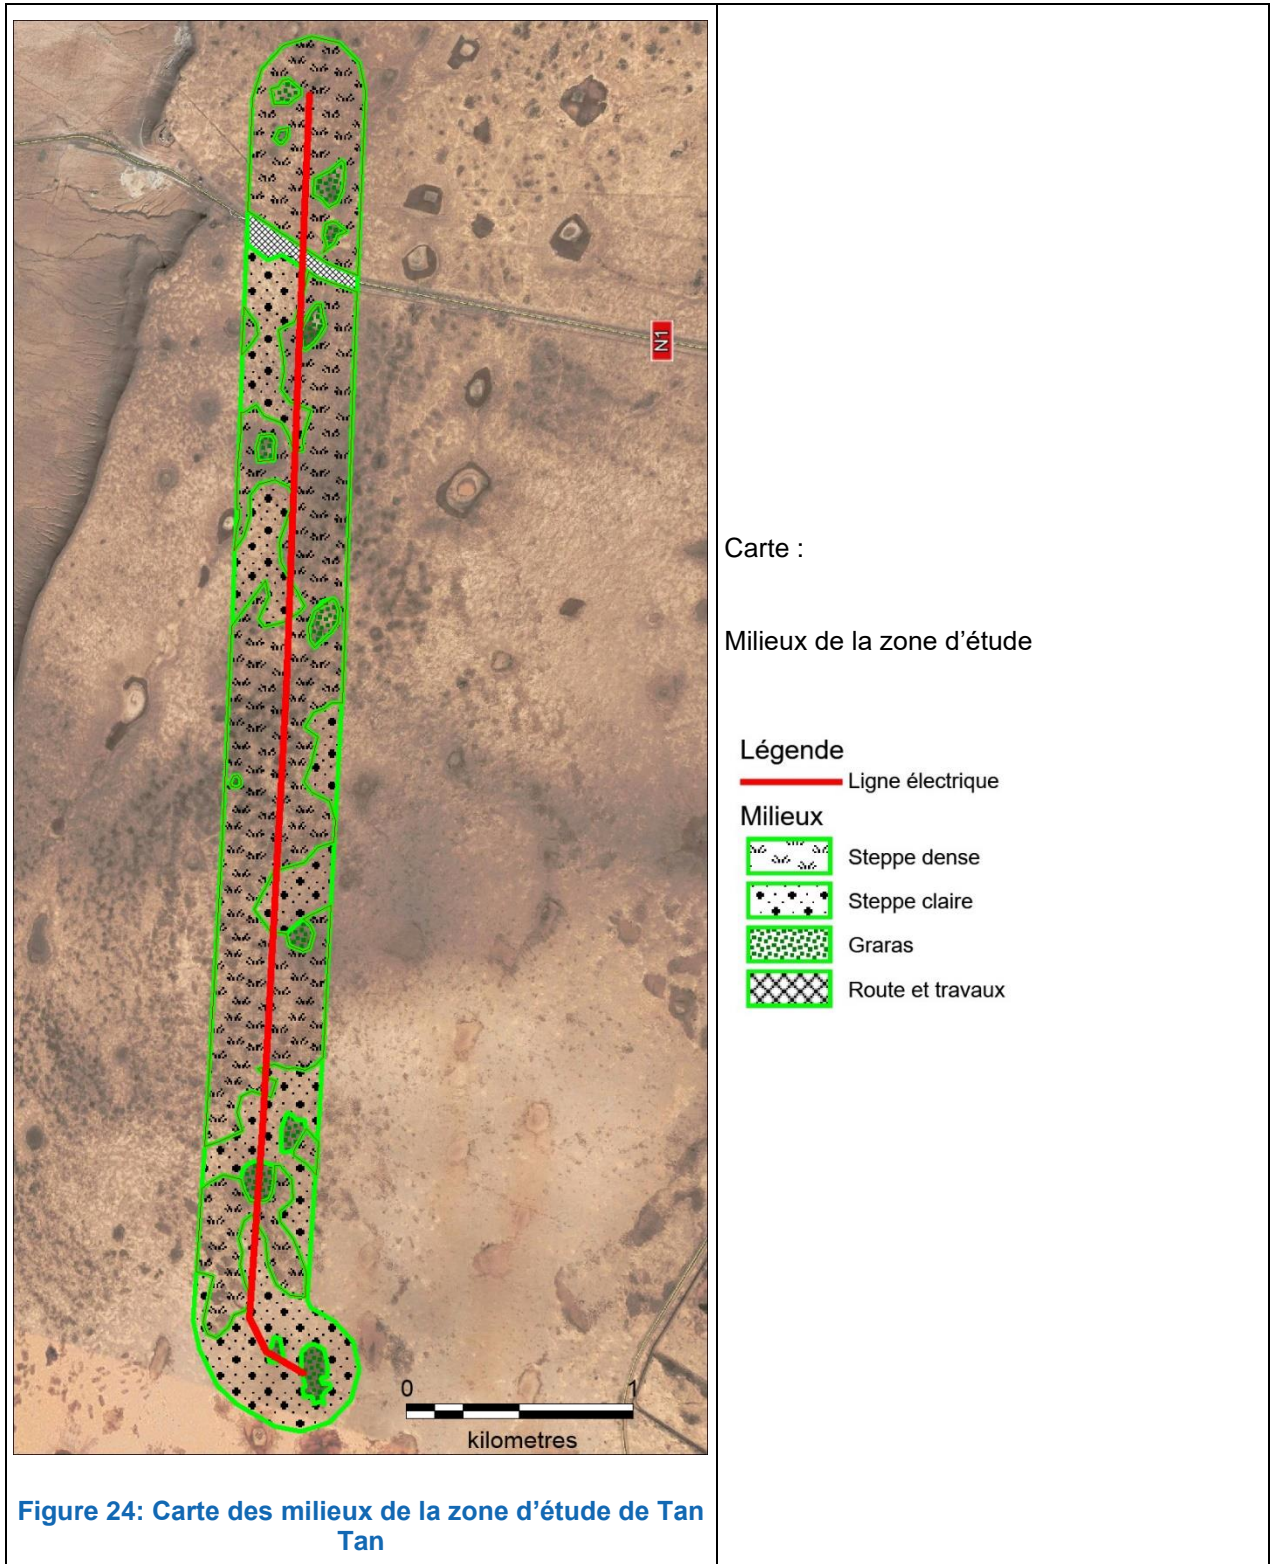 N1
0 1
kilometres
Figure 24: Carte des milieux de la zone d'étude de Tan
Tan
Carte :
Milieux de la zone d'étude
Légende
Ligne électrique
Milieux
Steppe dense
Steppe claire
Graras
Route et travaux